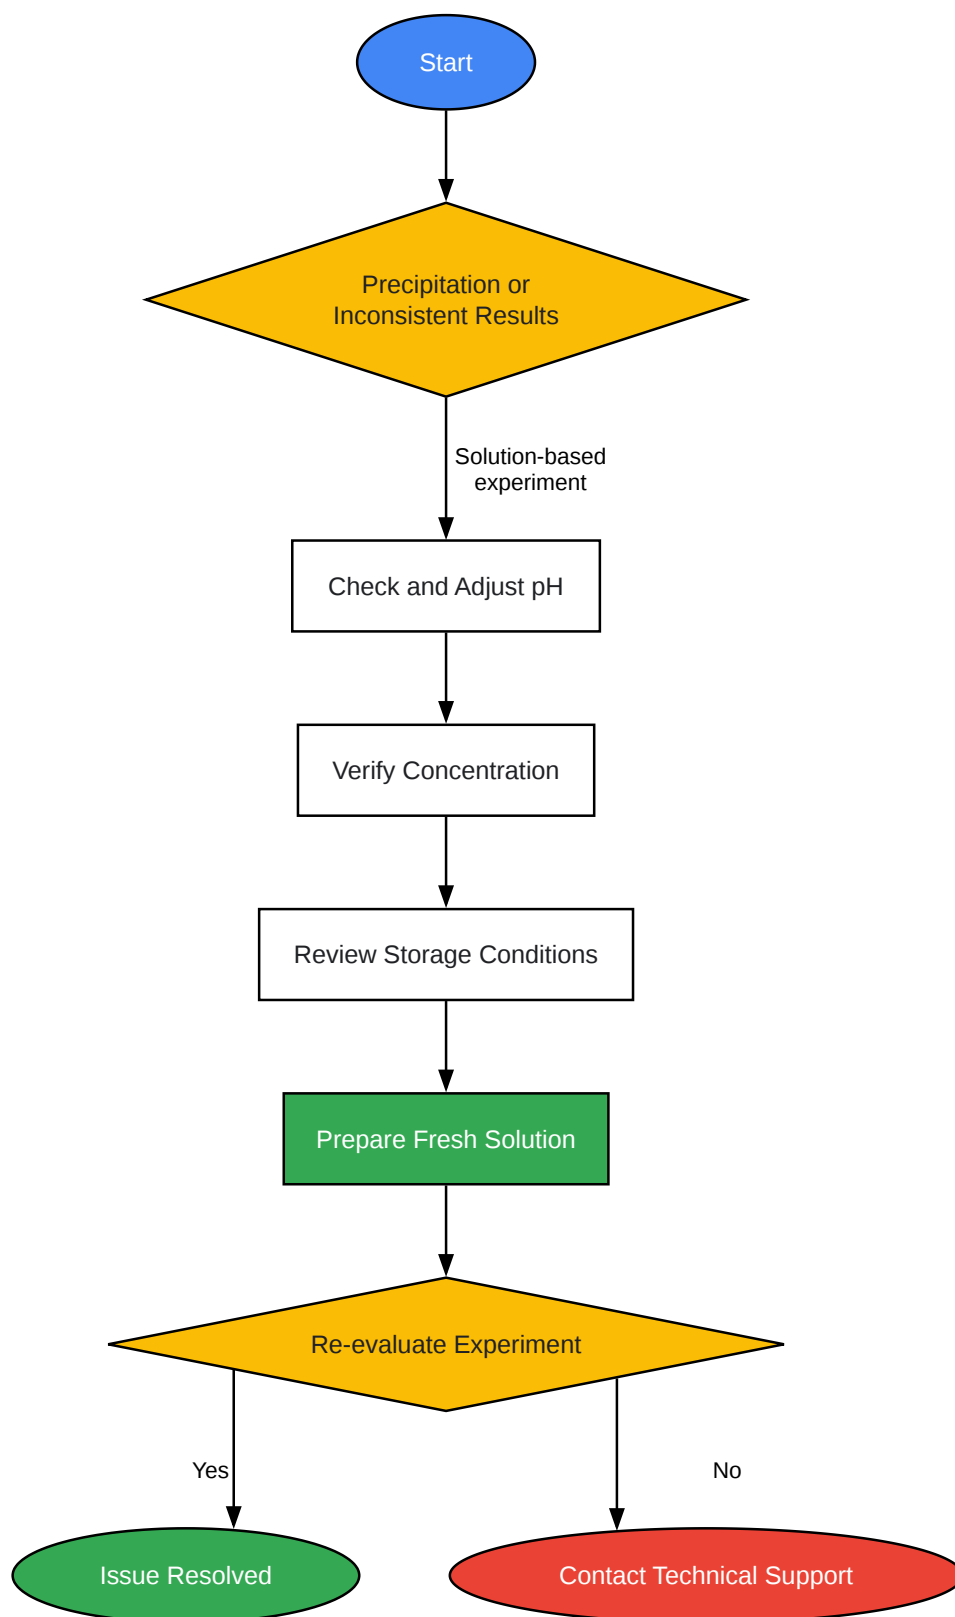 Start
Precipitation or
Inconsistent Results
Solution-based
experiment
Check and Adjust pH
Verify Concentration
Review Storage Conditions
Prepare Fresh Solution
Re-evaluate Experiment
Yes
No
Issue Resolved
Contact Technical Support